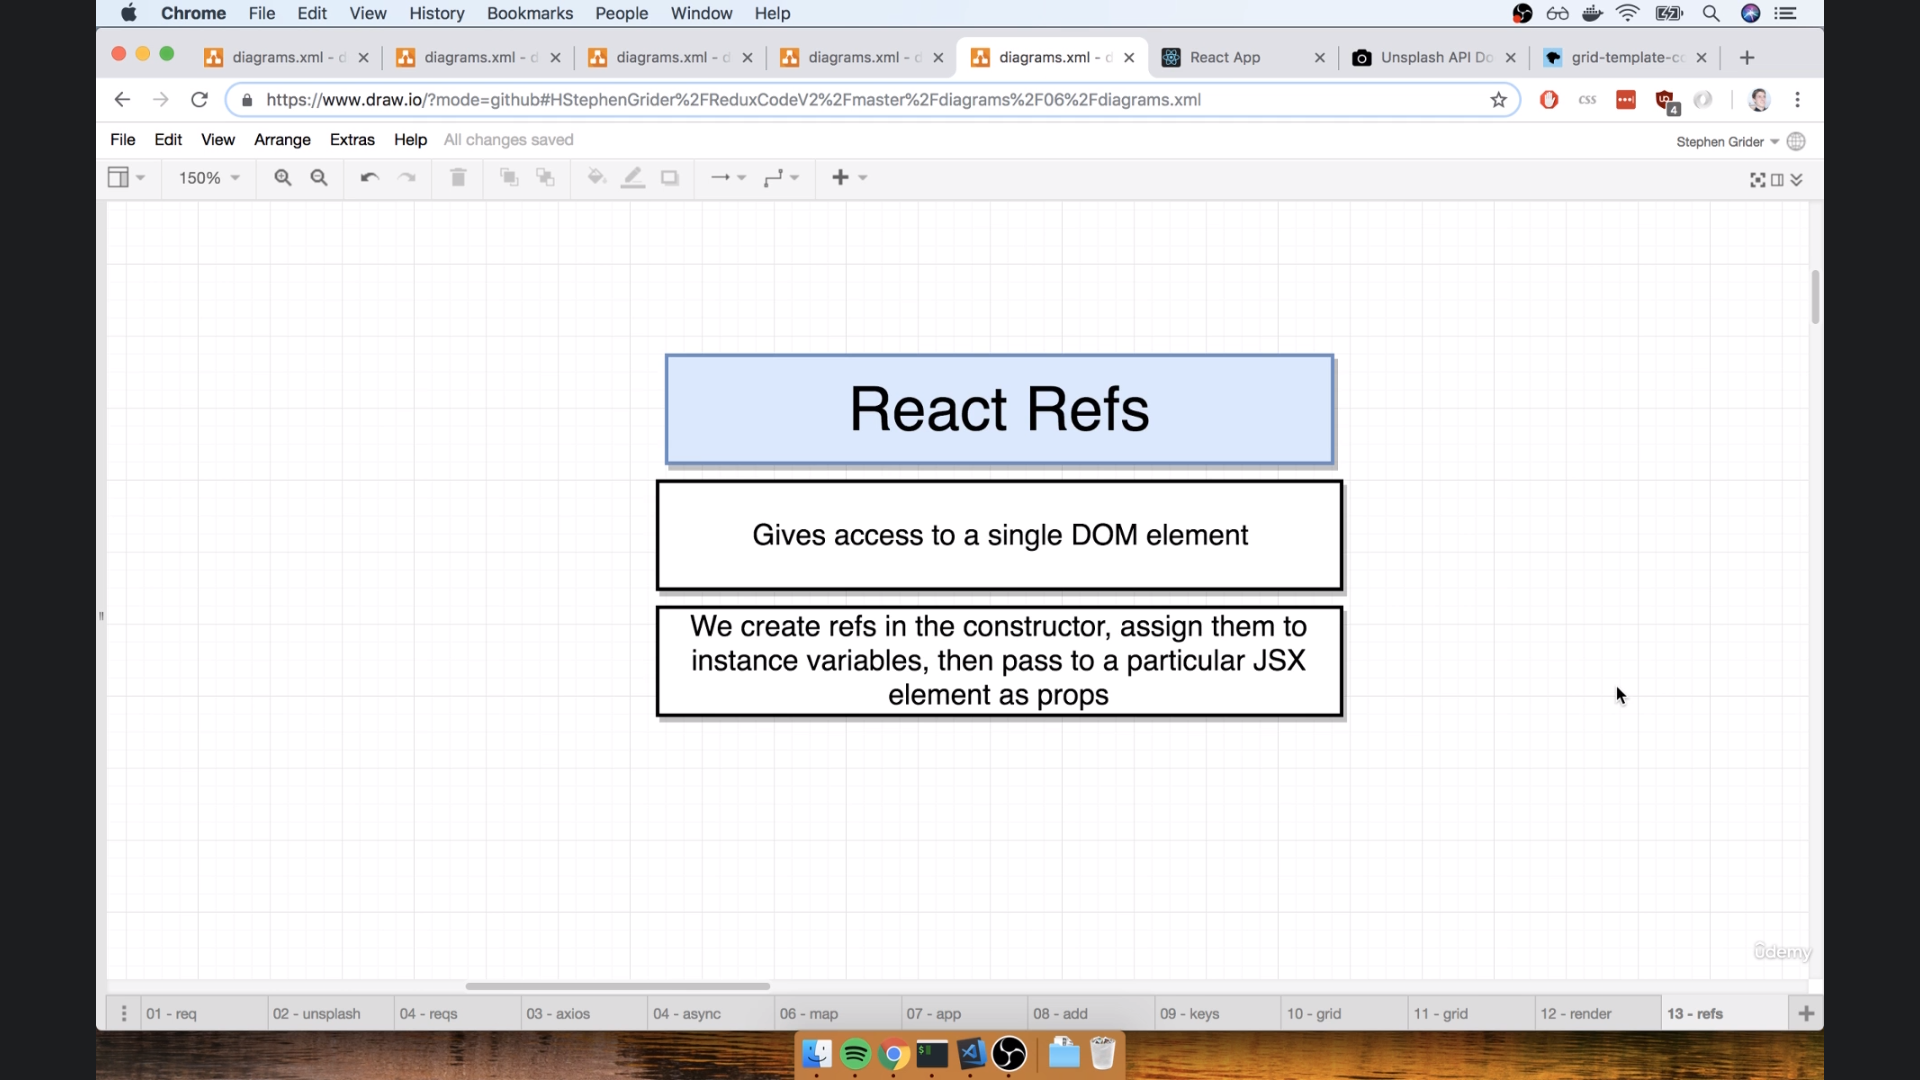 Chrome File Edit View History Bookmarks People Window Help
diagrams.xml - d diagrams.xml - d diagrams.xml - d diagrams.xml - d diagrams.xml - d React App Unsplash API Do grid-template-co
https://www.draw.io/?mode=github#HStephenGrider%2FReduxCodeV2%2Fmaster%2Fdiagrams%2F06%2Fdiagrams.xml
CSS
4
File Edit View Arrange Extras Help All changes saved
Stephen Grider
150%
React Refs
Gives access to a single DOM element
We create refs in the constructor, assign them to
instance variables, then pass to a particular JSX
element as props
ûdemy
01 - req 02 - unsplash 04 - reqs 03 - axios 04 - async 06 - map 07 - app 08 - add 09 - keys 10 - grid 11 - grid 12 - render 13 - refs